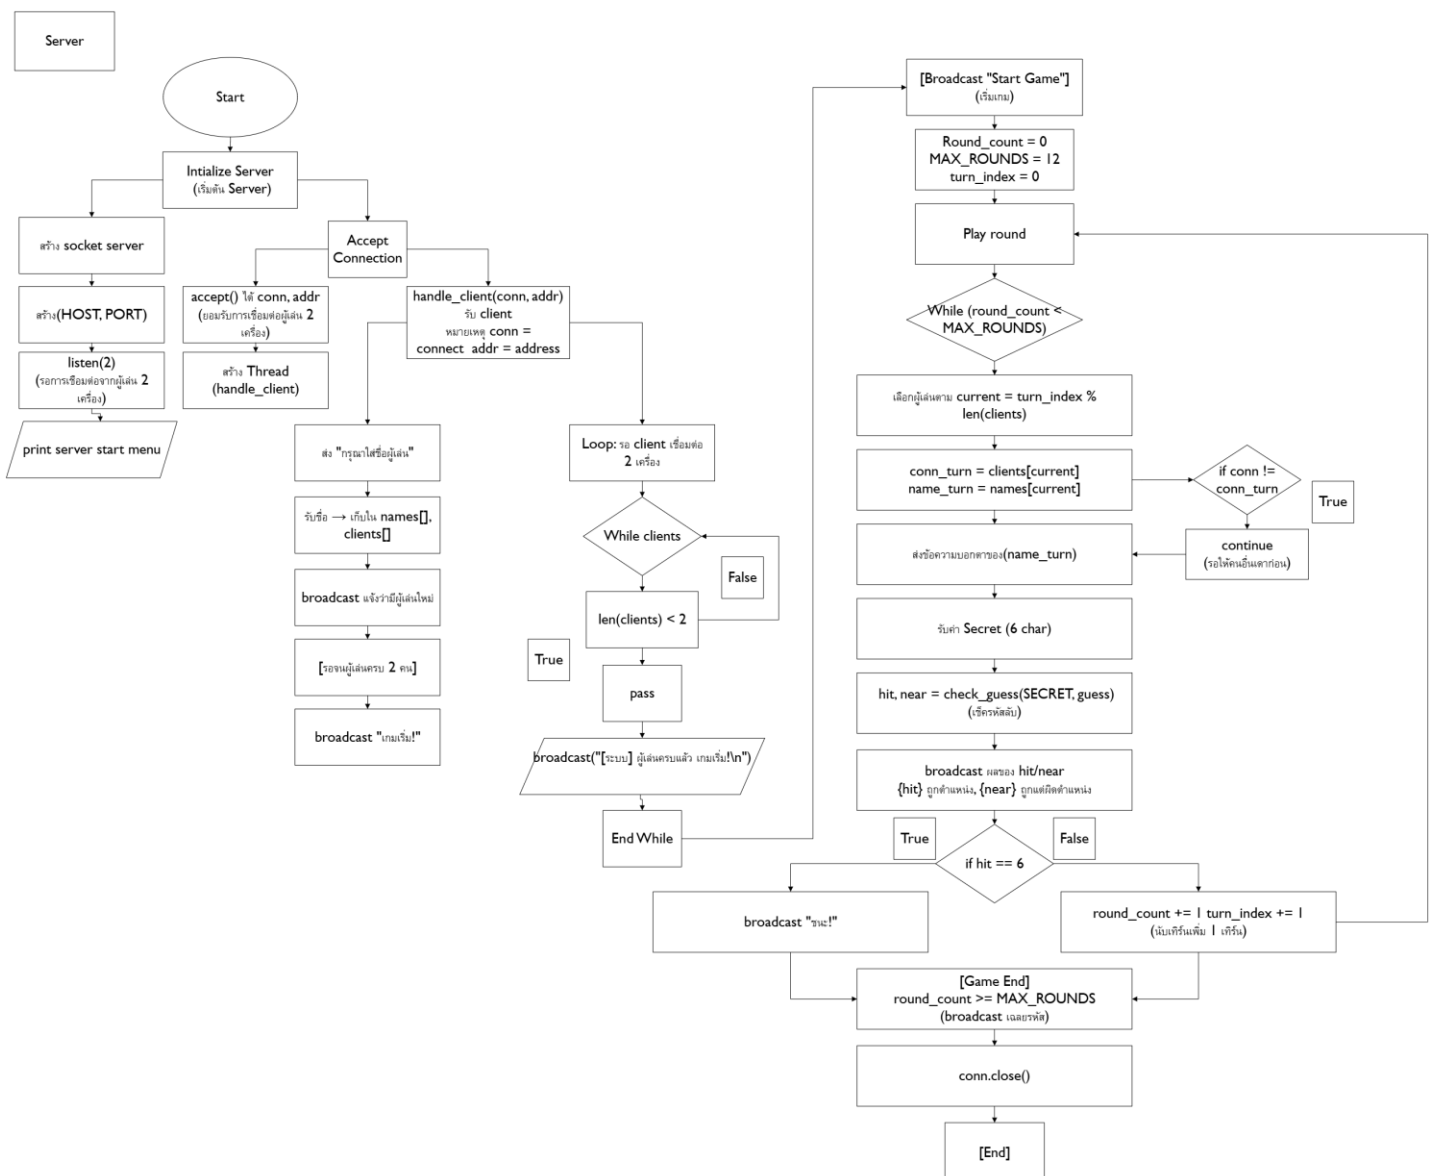 Server
Start
Intialize Server
(เริ่มต้น Server)
สร้าง socket server
สร้าง(HOST, PORT)
listen(2)
(รอการเชื่อมต่อจากผู้เล่น 2
เครื่อง)
print server start menu
Accept
Connection
accept() ได้ conn, addr
(ยอมรับการเชื่อมต่อผู้เล่น 2
เครื่อง)
สร้าง Thread
(handle_client)
handle_client(conn, addr)
รับ client
หมายเหตุ conn =
connect addr = address
ส่ง "กรุณาใส่ชื่อผู้เล่น"
รับชื่อ → เก็บใน names[],
clients[]
broadcast แจ้งว่ามีผู้เล่นใหม่
[รอจนผู้เล่นครบ 2 คน]
broadcast "เกมเริ่ม!"
Loop: รอ client เชื่อมต่อ
2 เครื่อง
While clients
False
len(clients) < 2
True
pass
broadcast("[ระบบ] ผู้เล่นครบแล้ว เกมเริ่ม!\n")
End While
[Broadcast "Start Game"]
(เริ่มเกม)
Round_count = 0
MAX_ROUNDS = 12
turn_index = 0
Play round
While (round_count <
MAX_ROUNDS)
เลือกผู้เล่นตาม current = turn_index %
len(clients)
conn_turn = clients[current]
name_turn = names[current]
if conn !=
conn_turn
True
continue
(รอให้คนอื่นเดาก่อน)
ส่งข้อความบอกตาของ(name_turn)
รับค่า Secret (6 char)
hit, near = check_guess(SECRET, guess)
(เช็ครหัสลับ)
broadcast ผลของ hit/near
{hit} ถูกตำแหน่ง, {near} ถูกแต่ผิดตำแหน่ง
True
False
if hit == 6
broadcast "ชนะ!"
round_count += 1 turn_index += 1
(นับเทิร์นเพิ่ม 1 เทิร์น)
[Game End]
round_count >= MAX_ROUNDS
(broadcast เฉลยรหัส)
conn.close()
[End]